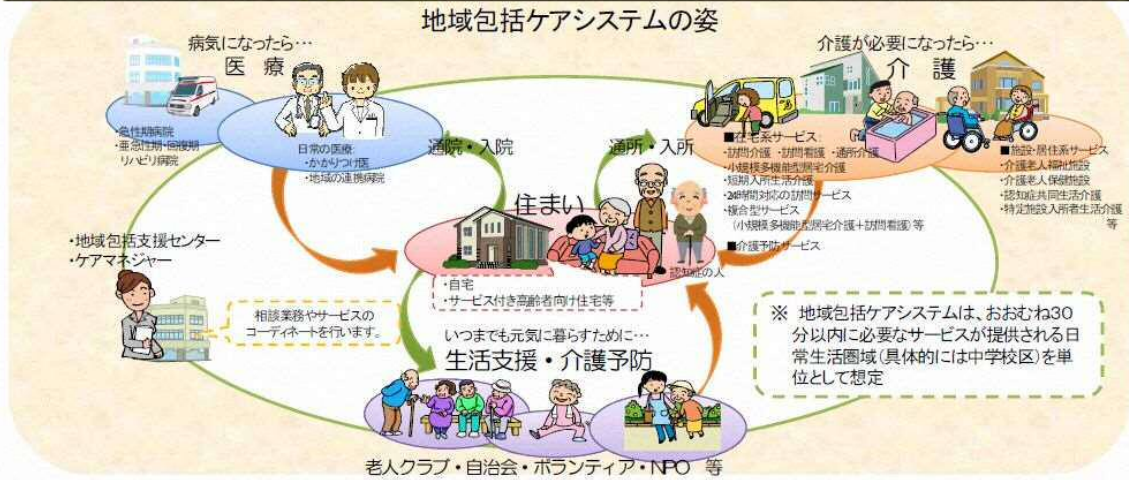 地域包括ケアシステムの姿
病気になったら…
医 療
・急性期病院
・亜急性期・回復期
リハビリ病院
日常の医療:
・かかりつけ医
・地域の連携病院
通院・入院
通所・入所
介護が必要になったら…
介 護
■在宅系サービス:
・訪問介護 ・訪問看護 ・通所介護
・小規模多機能型居宅介護
・短期入所生活介護
・24時間対応の訪問サービス
・複合型サービス
(小規模多機能型居宅介護+訪問看護) 等
■介護予防サービス
■施設・居住系サービス
・介護老人福祉施設
・介護老人保健施設
・認知症共同生活介護
・特定施設入所者生活介護
等
住まい
認知症の人
・自宅
・サービス付き高齢者向け住宅等
・地域包括支援センター
・ケアマネジャー
相談業務やサービスの
コーディネートを行います。
いつまでも元気に暮らすために…
生活支援・介護予防
老人クラブ・自治会・ボランティア・NPO 等
※ 地域包括ケアシステムは、おおむね30
分以内に必要なサービスが提供される日
常生活圏域(具体的には中学校区)を単
位として想定